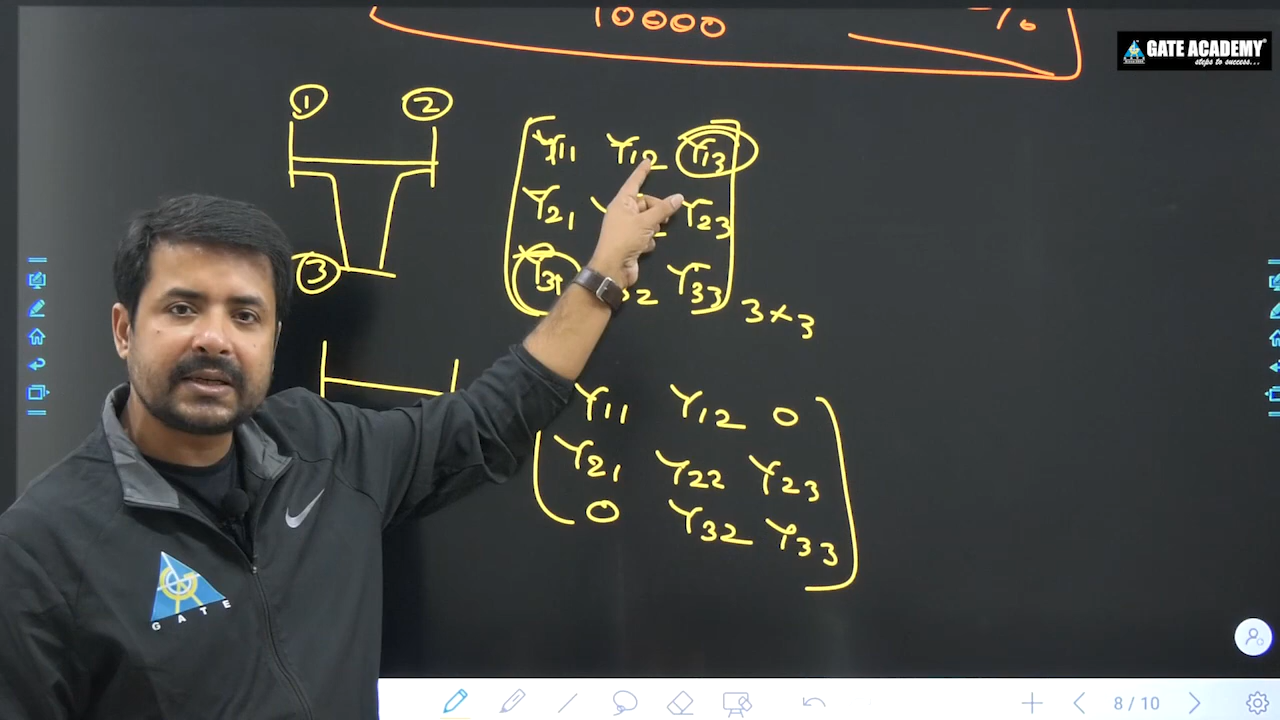 10000 %
GATE ACADEMY
steps to success...
① ②
Y11 Y12 Y13
Y21 Y23
③
Y31 32 Y33
3×3
Y11 Y12 0
Y21 Y22 Y23
0 Y32 Y33
GATE
8 / 10